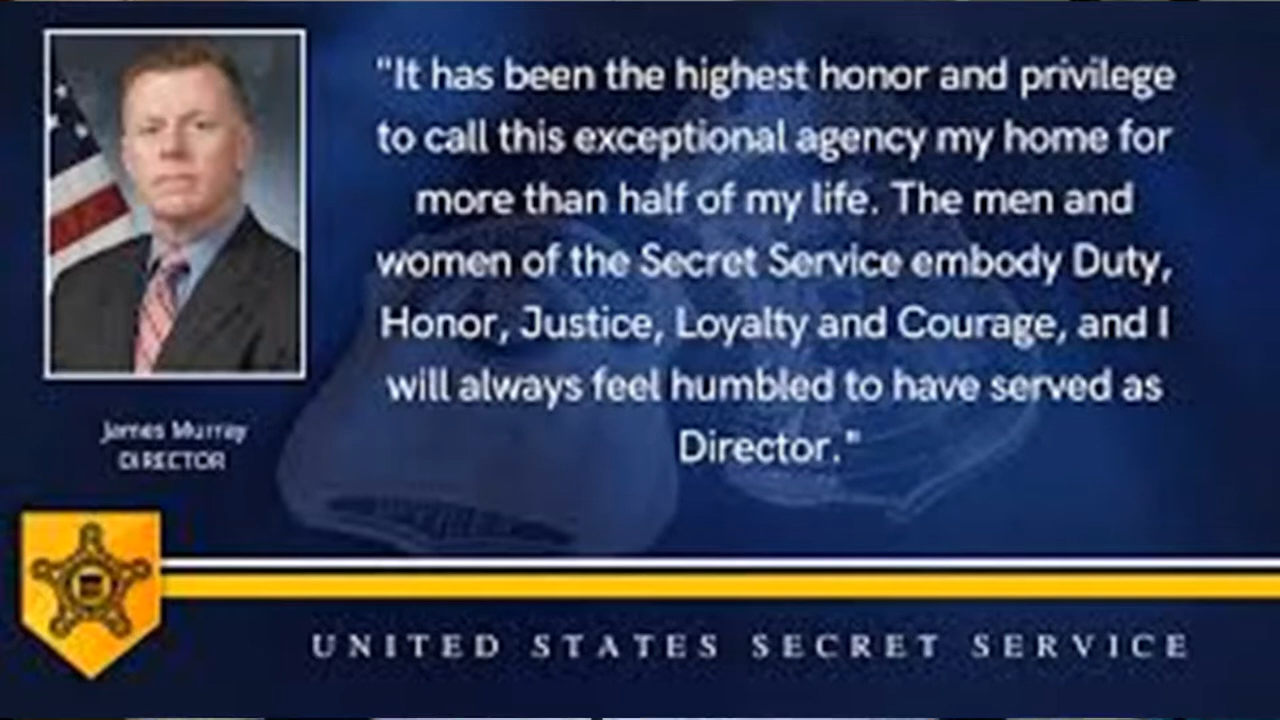 "It has been the highest honor and privilege
to call this exceptional agency my home for
more than half of my life. The men and
women of the Secret Service embody Duty,
Honor, Justice, Loyalty and Courage, and I
will always feel humbled to have served as
Director."
James Murray
DIRECTOR
UNITED STATES SECRET SERVICE